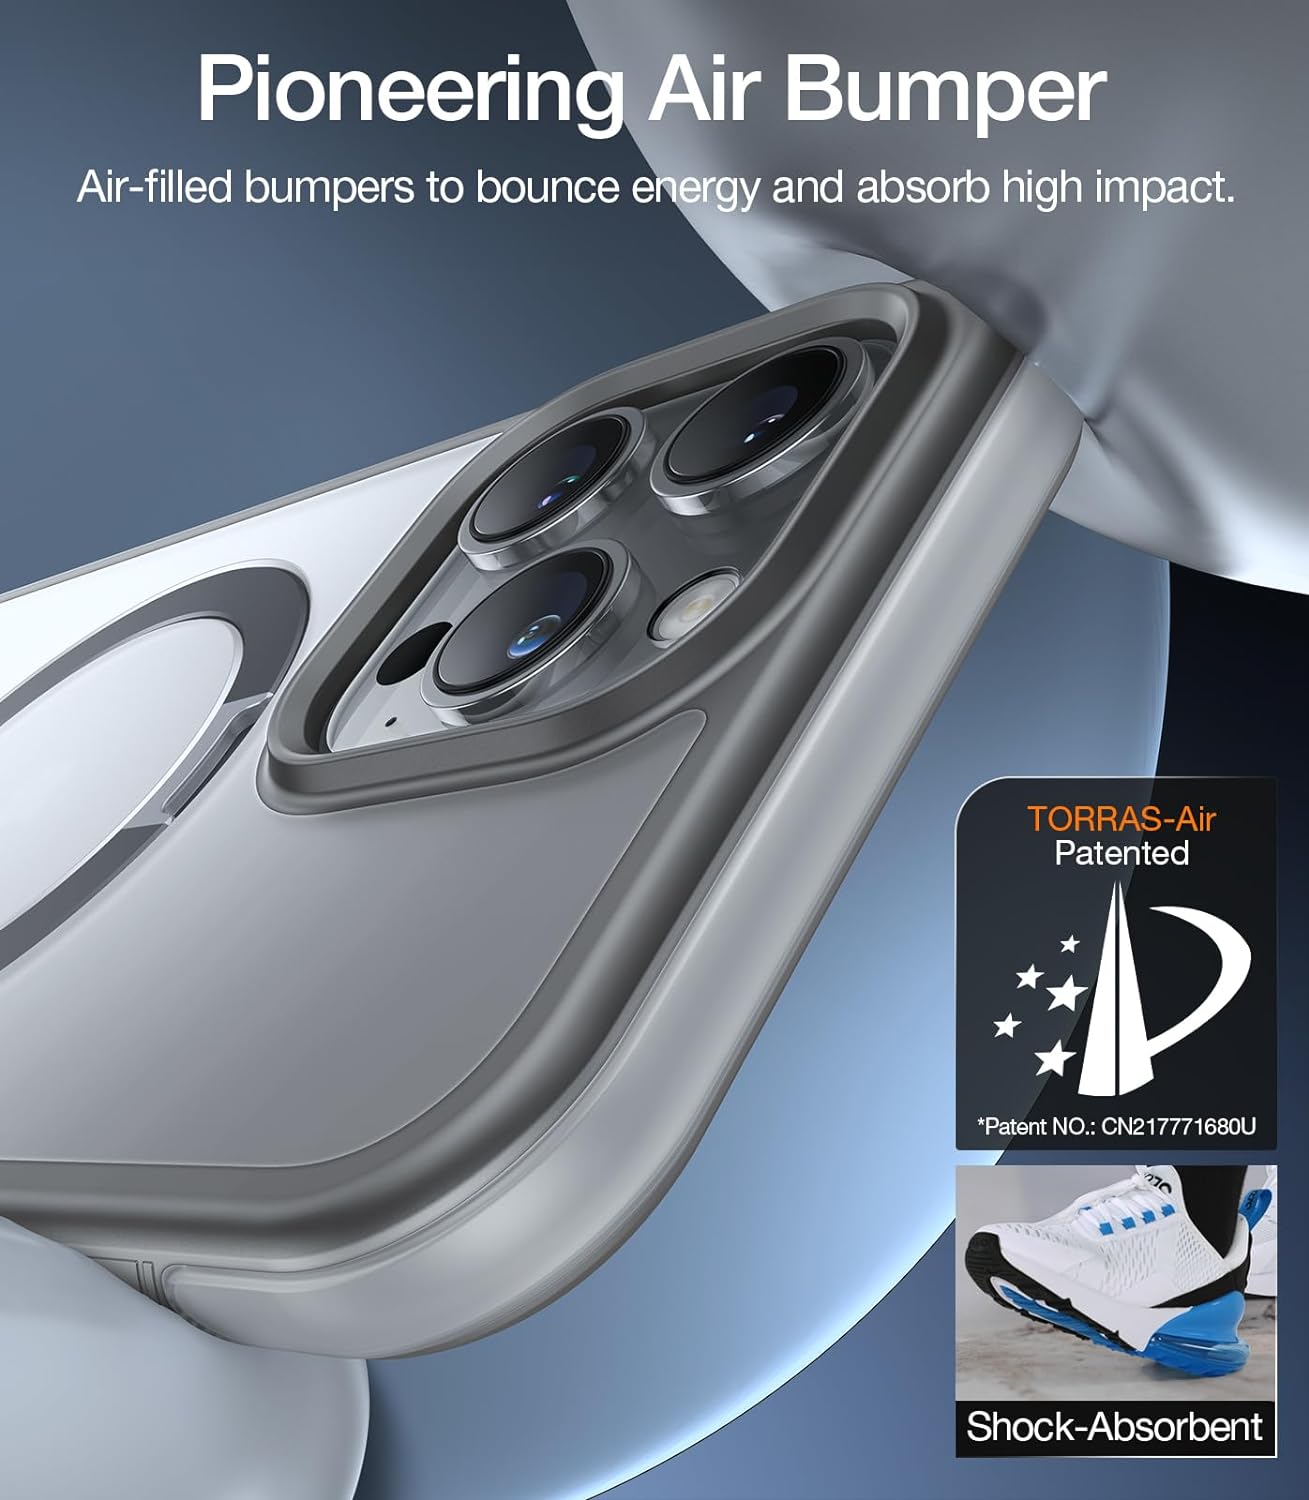 Pioneering Air Bumper
Air-filled bumpers to bounce energy and absorb high impact.
TORRAS-Air
Patented
*Patent NO.: CN217771680U
Shock-Absorbent